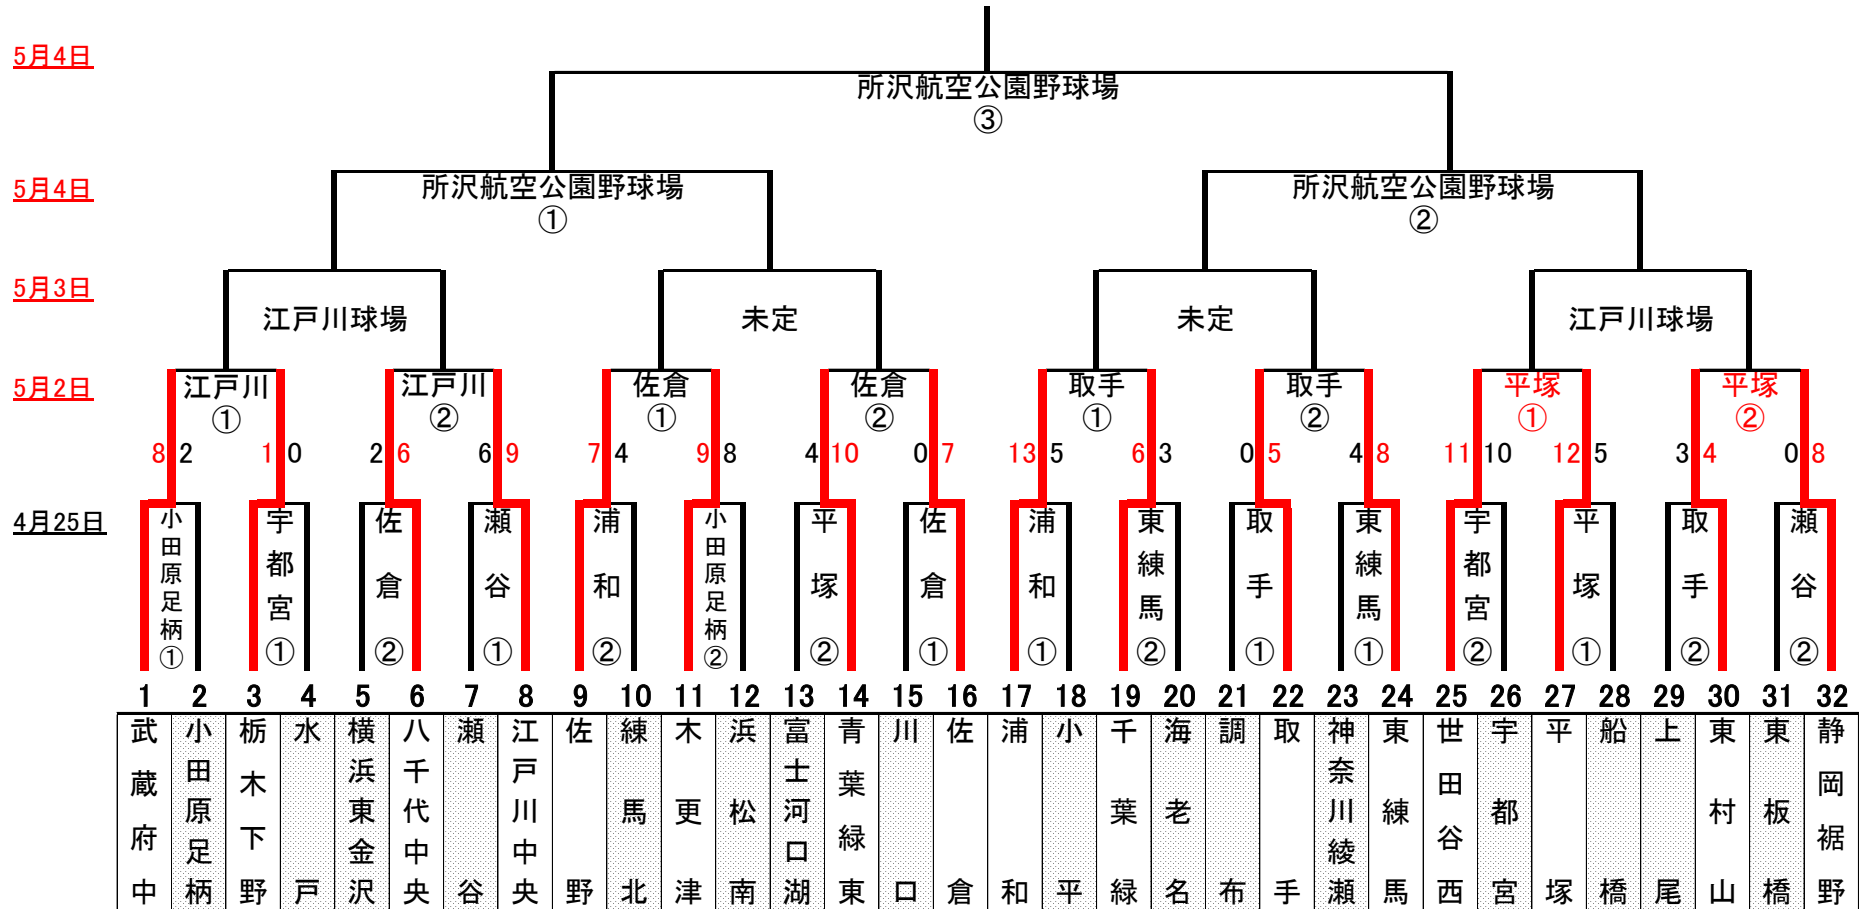 5月4日
所沢航空公園野球場
③
5月4日
所沢航空公園野球場
①
所沢航空公園野球場
②
5月3日
江戸川球場
未定
未定
江戸川球場
5月2日
江戸川
①
江戸川
②
佐倉
①
佐倉
②
取手
①
取手
②
平塚
①
平塚
②
8 2 1 0 2 6 6 9 7 4 9 8 4 10 0 7 13 5 6 3 0 5 4 8 11 10 12 5 3 4 0 8
4月25日
小田原足柄①
宇都宮①
佐倉②
瀬谷①
浦和②
小田原足柄②
平塚②
佐倉①
浦和①
東練馬②
取手①
東練馬①
宇都宮②
平塚①
取手②
瀬谷②
1 2 3 4 5 6 7 8 9 10 11 12 13 14 15 16 17 18 19 20 21 22 23 24 25 26 27 28 29 30 31 32
武蔵府中
小田原足柄
栃木下野
水戸
横浜東金沢
八千代中央
瀬谷
江戸川中央
佐野
練馬北
木更津
浜松南
富士河口湖
青葉緑東
川口
佐倉
浦和
小平
千葉緑
海老名
調布
取手
神奈川綾瀬
東練馬
世田谷西
宇都宮
平塚
船橋
上尾
東村山
東板橋
静岡裾野